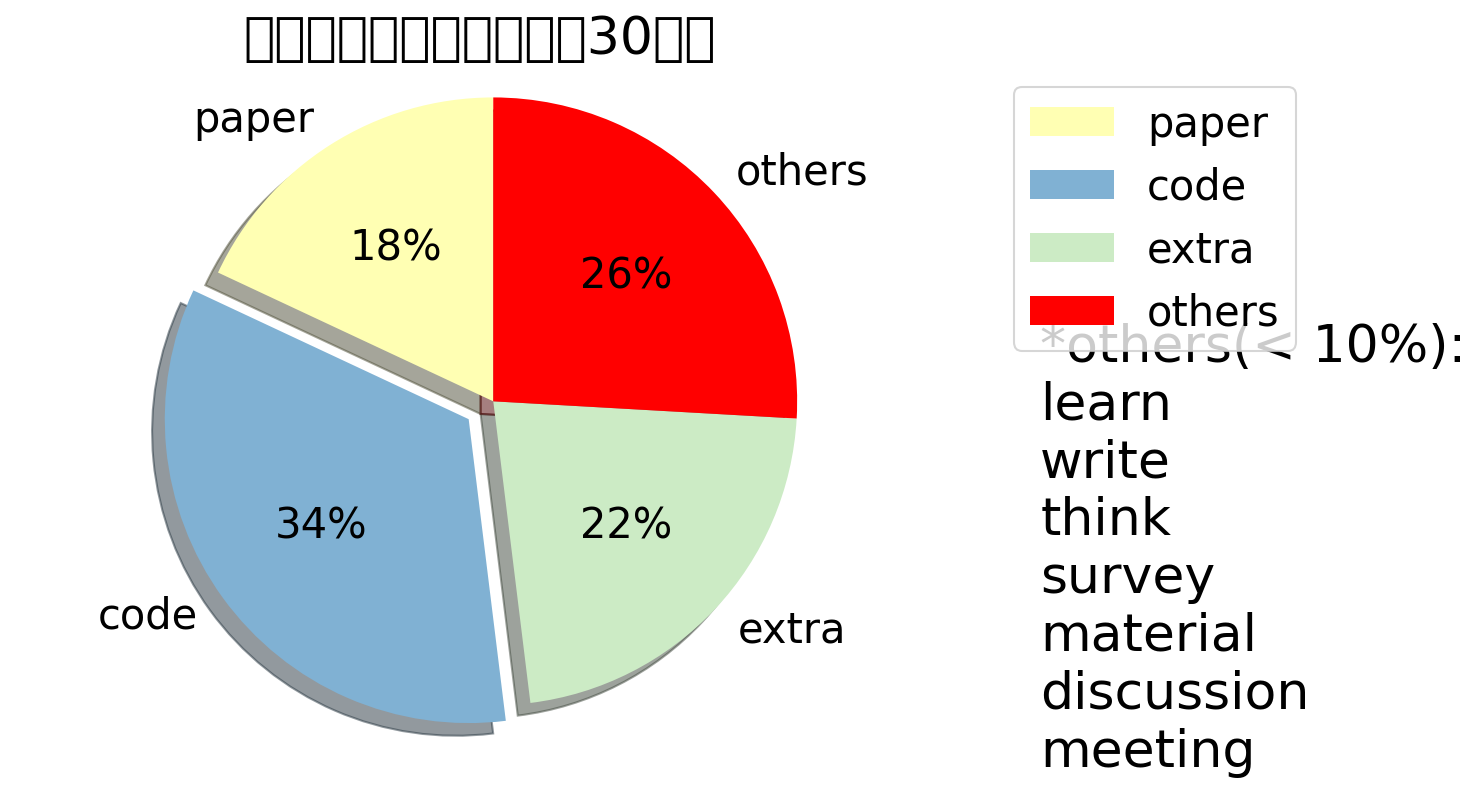 30
paper
others
18%
26%
34%
22%
code
extra
paper
code
extra
others
*others(< 10%):
learn
write
think
survey
material
discussion
meeting